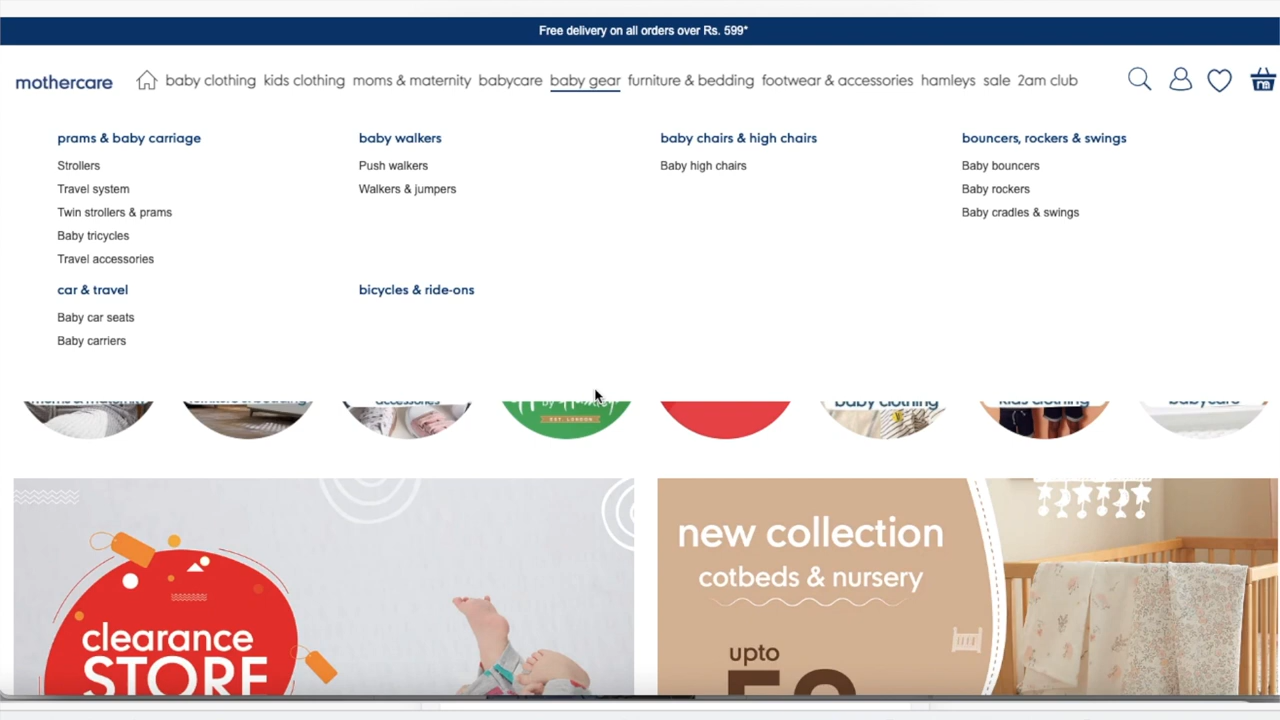 Free delivery on all orders over Rs. 599*
mothercare baby clothing kids clothing moms & maternity babycare baby gear furniture & bedding footwear & accessories hamleys sale 2am club
prams & baby carriage
Strollers
Travel system
Twin strollers & prams
Baby tricycles
Travel accessories
baby walkers
Push walkers
Walkers & jumpers
baby chairs & high chairs
Baby high chairs
bouncers, rockers & swings
Baby bouncers
Baby rockers
Baby cradles & swings
car & travel
Baby car seats
Baby carriers
bicycles & ride-ons
accessories
EST. LONDON
baby clothing
kids clothing
babycare
clearance
STORE
new collection
cotbeds & nursery
upto